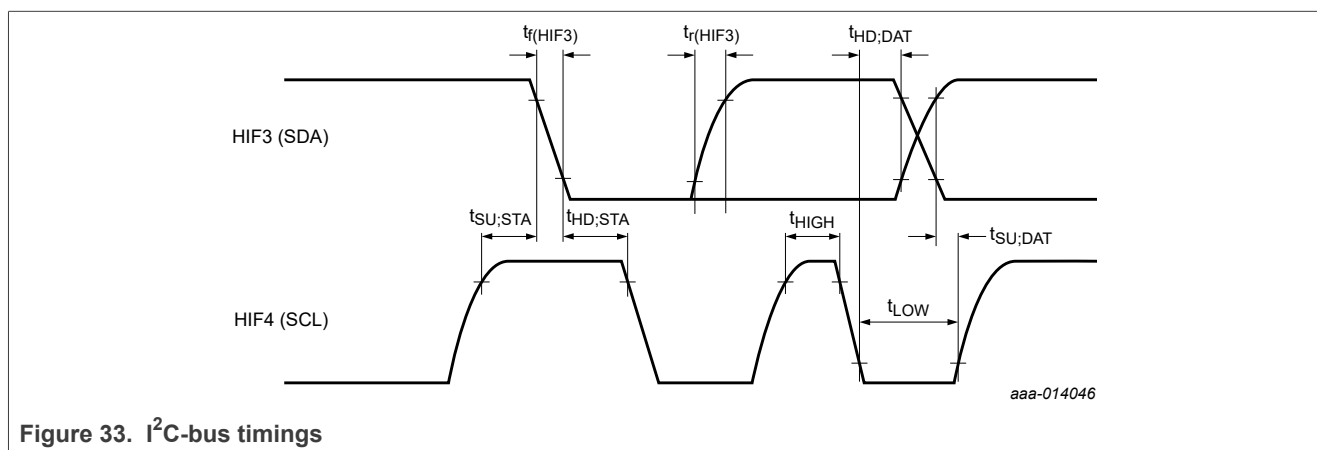 tf(HIF3) tr(HIF3) tHD;DAT
HIF3 (SDA)
tSU;STA tHD;STA tHIGH tSU;DAT
tLOW
HIF4 (SCL)
aaa-014046
Figure 33. I²C-bus timings